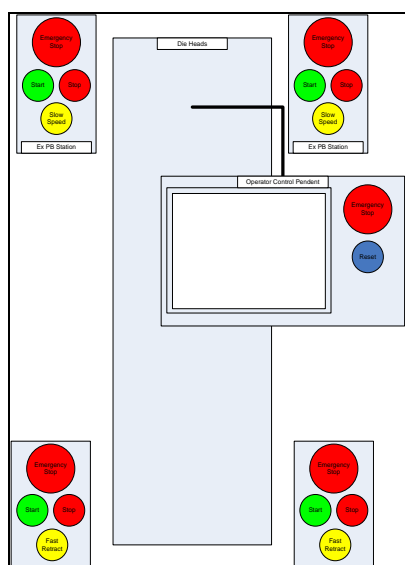 Emergency
Stop
Start
Stop
Slow
Speed
Ex PB Station
Die Heads
Emergency
Stop
Start
Stop
Slow
Speed
Ex PB Station
Operator Control Pendent
Emergency
Stop
Reset
Emergency
Stop
Start
Stop
Fast
Retract
Emergency
Stop
Start
Stop
Fast
Retract